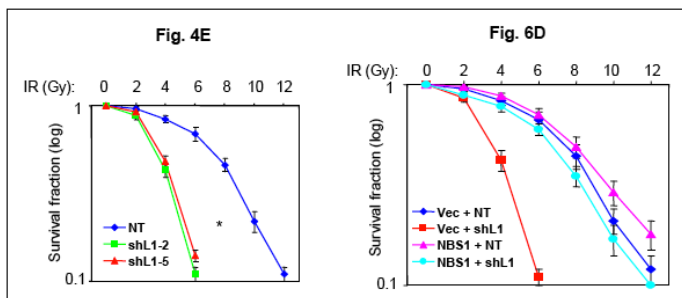 Fig. 4E
IR (Gy): 0 2 4 6 8 10 12
Survival fraction (log)
1
0.1
*
NT
shL1-2
shL1-5
Fig. 6D
IR (Gy): 0 2 4 6 8 10 12
Survival fraction (log)
1
0.1
Vec + NT
Vec + shL1
NBS1 + NT
NBS1 + shL1